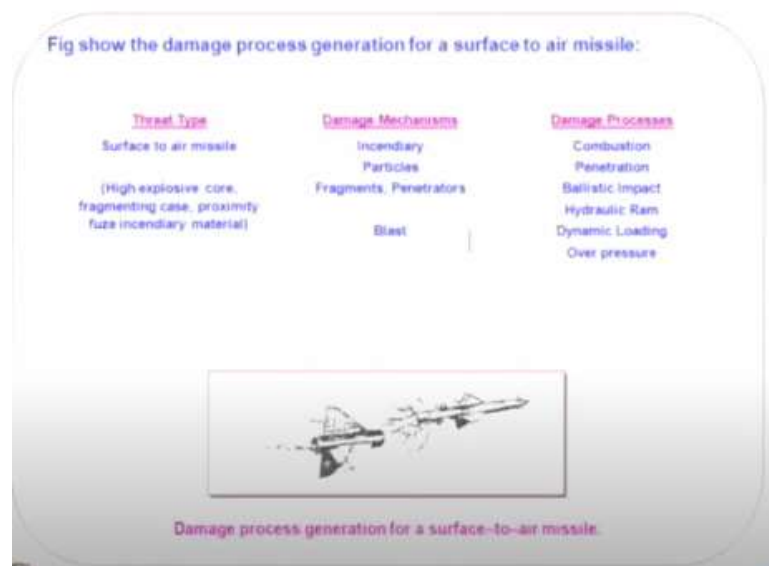 Fig show the damage process generation for a surface to air missile:
Threat Type
Surface to air missile
(High explosive core,
fragmenting case, proximity
fuze incendiary material)
Damage Mechanisms
Incendiary
Particles
Fragments, Penetrators
Blast
Damage Processes
Combustion
Penetration
Ballistic Impact
Hydraulic Ram
Dynamic Loading
Over pressure
Damage process generation for a surface-to-air missile.